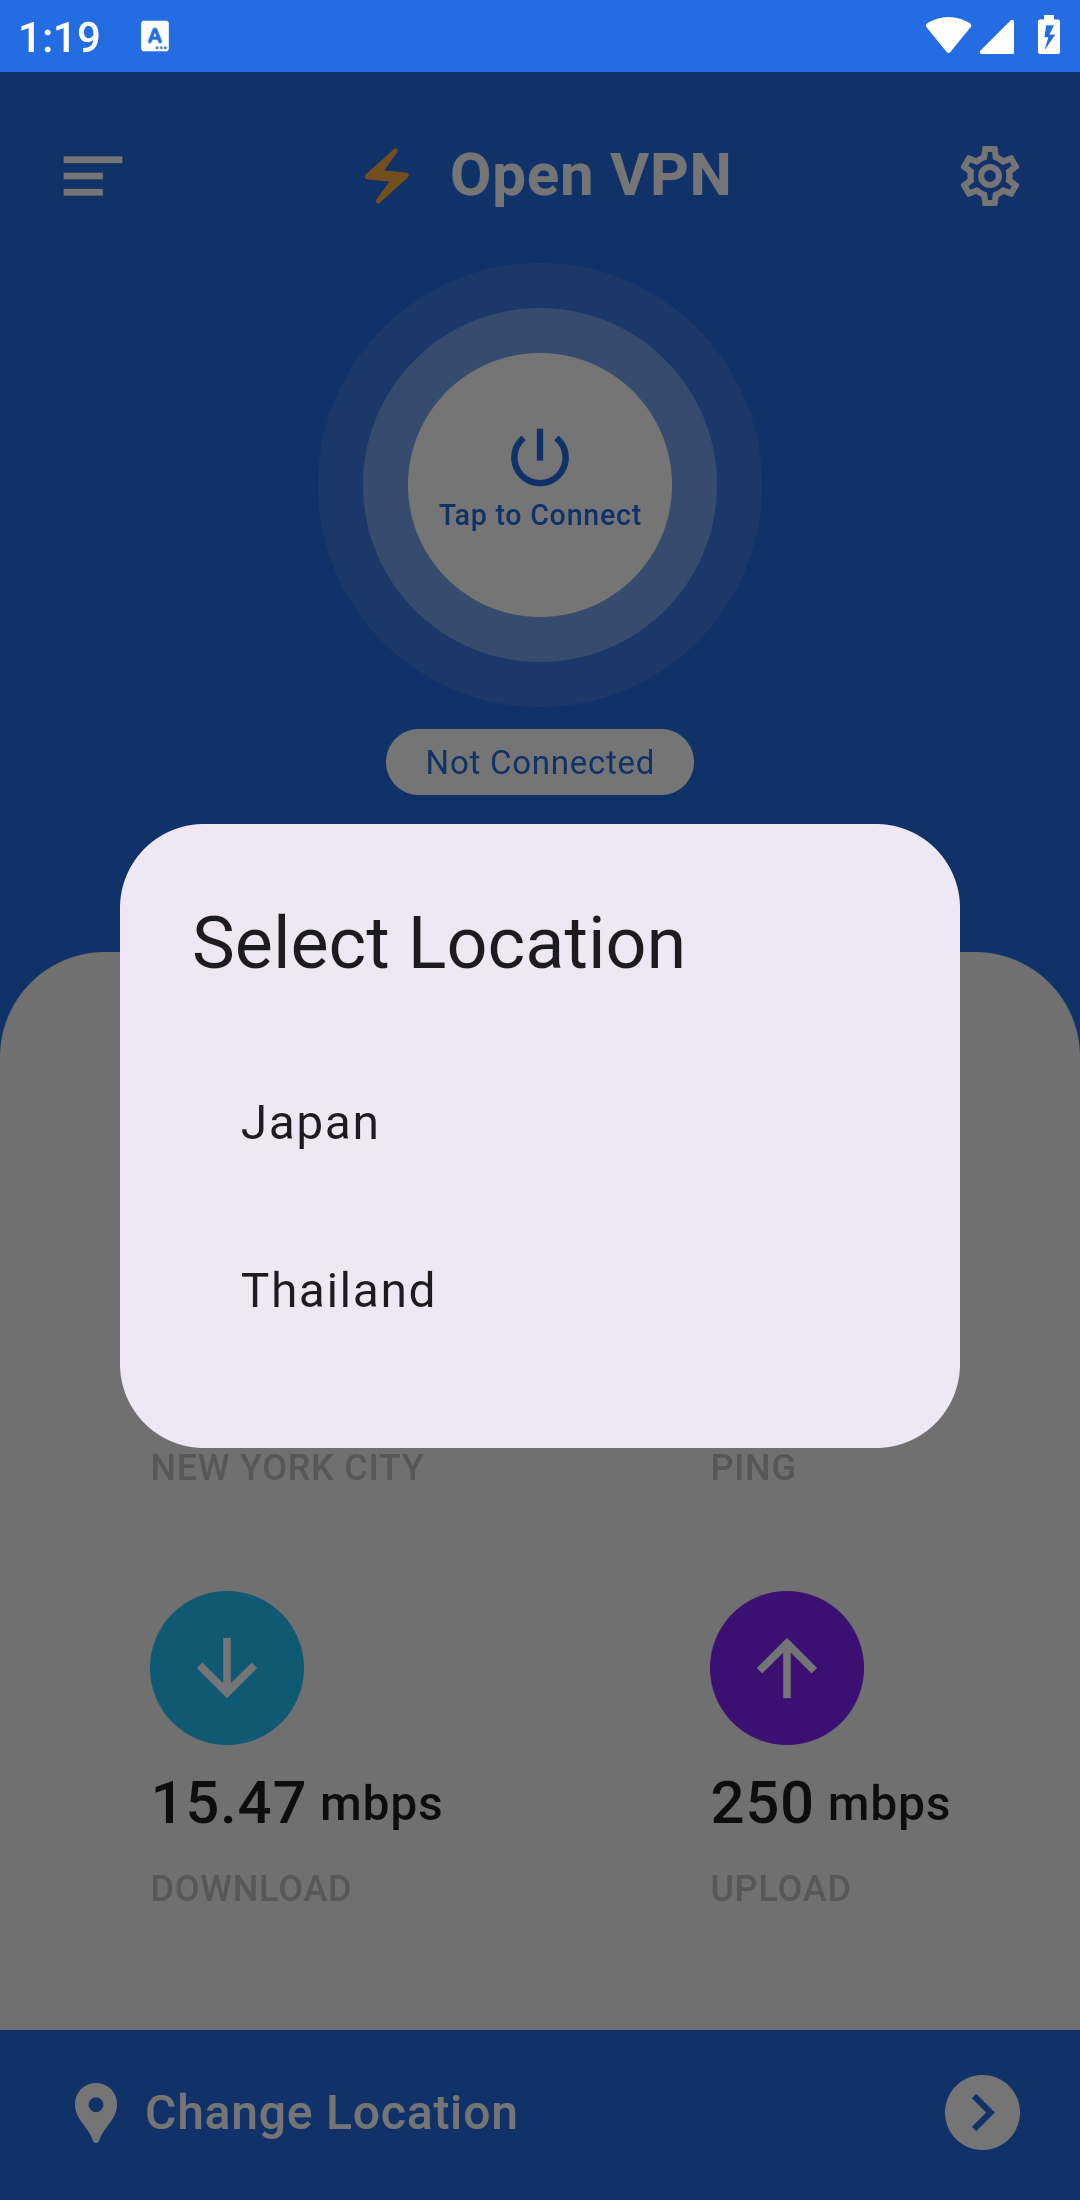 1:19
Open VPN
Tap to Connect
Not Connected
Select Location
Japan
Thailand
NEW YORK CITY
PING
15.47 mbps
250 mbps
DOWNLOAD
UPLOAD
Change Location